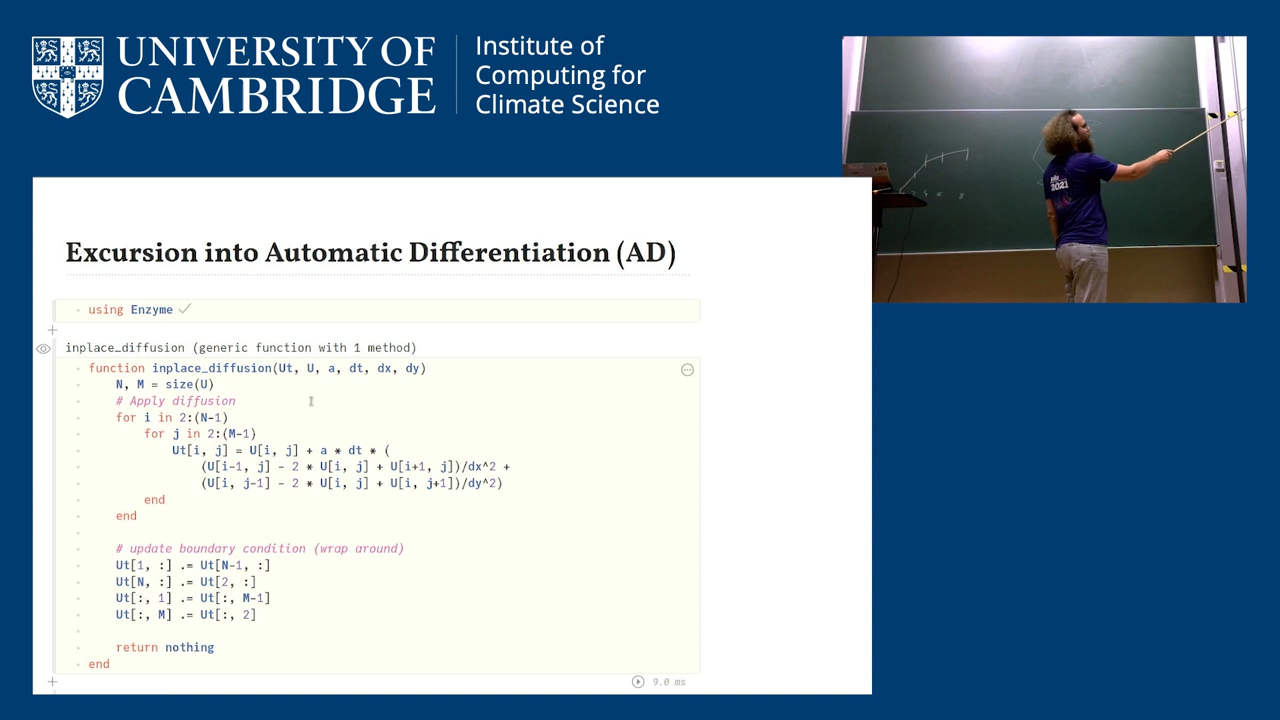 UNIVERSITY OF
CAMBRIDGE
Institute of
Computing for
Climate Science
2021
Excursion into Automatic Differentiation (AD)
using Enzyme ✓
inplace_diffusion (generic function with 1 method)
function inplace_diffusion(Ut, U, a, dt, dx, dy)
N, M = size(U)
# Apply diffusion
for i in 2:(N-1)
for j in 2:(M-1)
Ut[i, j] = U[i, j] + a * dt * (
(U[i-1, j] - 2 * U[i, j] + U[i+1, j])/dx^2 +
(U[i, j-1] - 2 * U[i, j] + U[i, j+1])/dy^2)
end
end
# update boundary condition (wrap around)
Ut[1, :] .= Ut[N-1, :]
Ut[N, :] .= Ut[2, :]
Ut[:, 1] .= Ut[:, M-1]
Ut[:, M] .= Ut[:, 2]
return nothing
end
9.0 ms